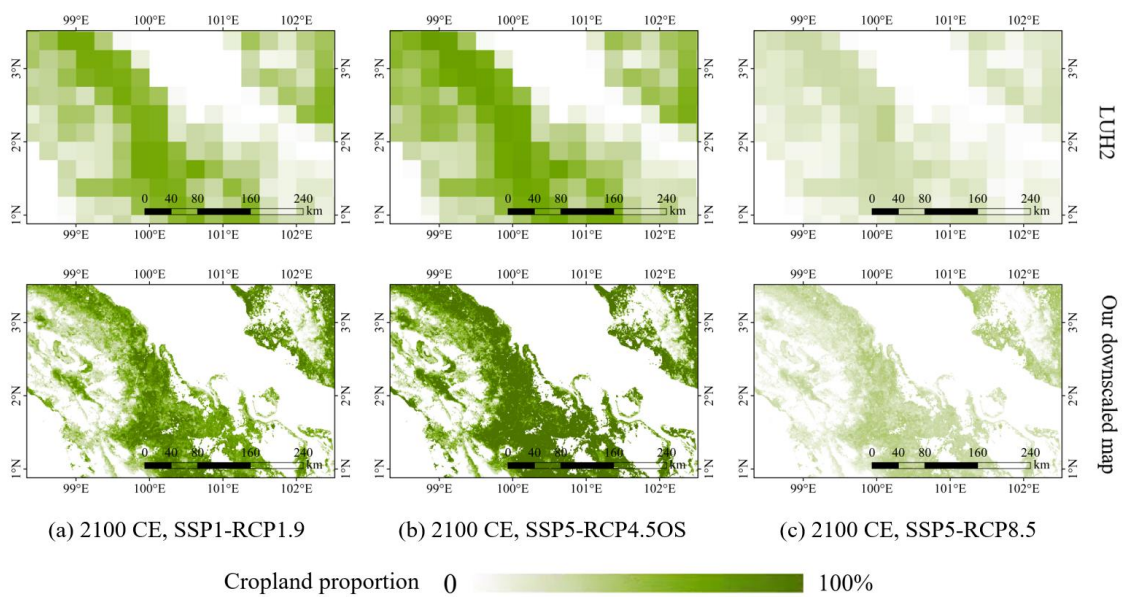 99°E 100°E 101°E 102°E 99°E 100°E 101°E 102°E 99°E 100°E 101°E 102°E
3°N 3°N 3°N 3°N 3°N 3°N
2°N 2°N 2°N 2°N 2°N 2°N
LUH2
0 40 80 160 240 0 40 80 160 240 0 40 80 160 240
km km km
1°N 1°N 1°N 1°N 1°N 1°N
99°E 100°E 101°E 102°E 99°E 100°E 101°E 102°E 99°E 100°E 101°E 102°E
99°E 100°E 101°E 102°E 99°E 100°E 101°E 102°E 99°E 100°E 101°E 102°E
3°N 3°N 3°N 3°N 3°N 3°N
2°N 2°N 2°N 2°N 2°N 2°N
Our downscaled map
0 40 80 160 240 0 40 80 160 240 0 40 80 160 240
km km km
1°N 1°N 1°N 1°N 1°N 1°N
99°E 100°E 101°E 102°E 99°E 100°E 101°E 102°E 99°E 100°E 101°E 102°E
(a) 2100 CE, SSP1-RCP1.9 (b) 2100 CE, SSP5-RCP4.5OS (c) 2100 CE, SSP5-RCP8.5
Cropland proportion 0 100%